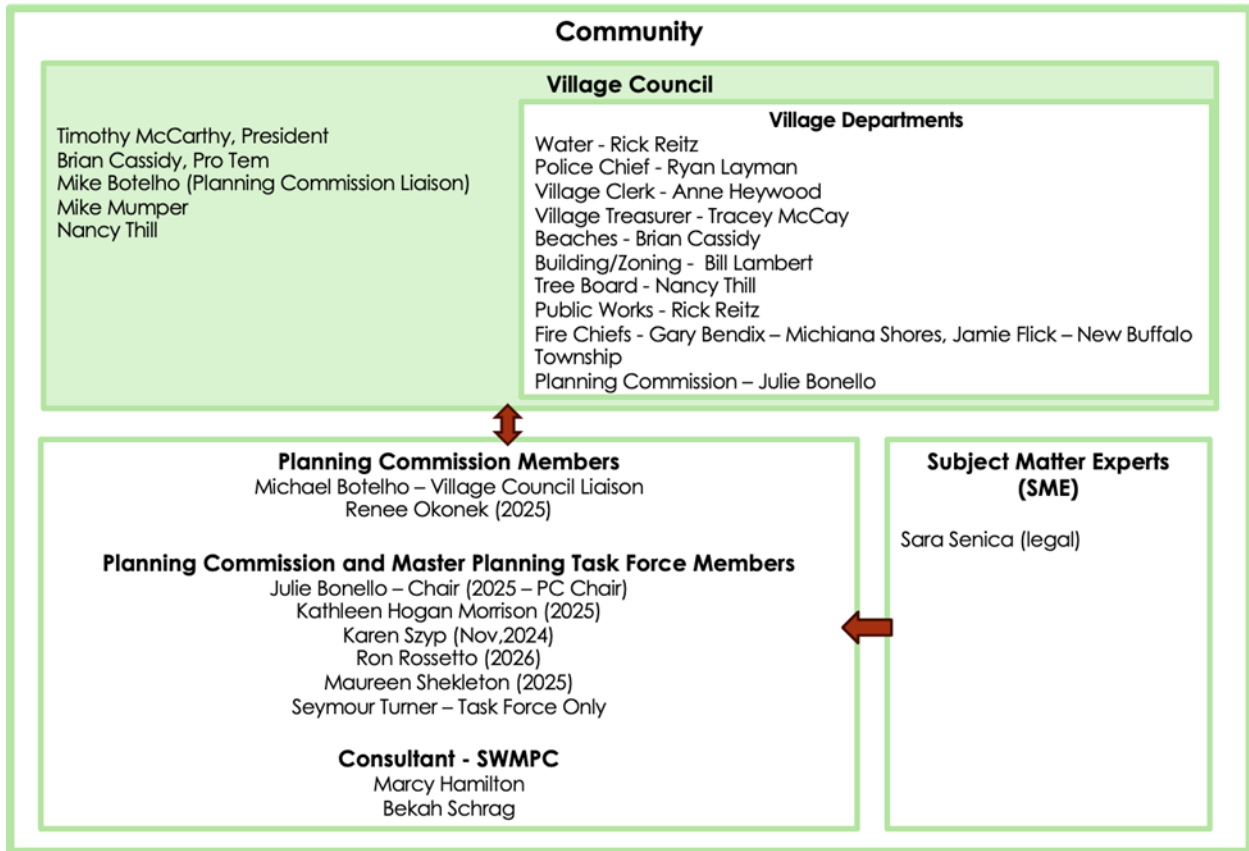 Community
Village Council
Timothy McCarthy, President
Brian Cassidy, Pro Tem
Mike Botelho (Planning Commission Liaison)
Mike Mumper
Nancy Thill
Village Departments
Water - Rick Reitz
Police Chief - Ryan Layman
Village Clerk - Anne Heywood
Village Treasurer - Tracey McCay
Beaches - Brian Cassidy
Building/Zoning -  Bill Lambert
Tree Board - Nancy Thill
Public Works - Rick Reitz
Fire Chiefs - Gary Bendix – Michiana Shores, Jamie Flick – New Buffalo
Township
Planning Commission – Julie Bonello
Planning Commission Members
Michael Botelho – Village Council Liaison
Renee Okonek (2025)
Planning Commission and Master Planning Task Force Members
Julie Bonello – Chair (2025 – PC Chair)
Kathleen Hogan Morrison (2025)
Karen Szyp (Nov,2024)
Ron Rossetto (2026)
Maureen Shekleton (2025)
Seymour Turner – Task Force Only
Consultant - SWMPC
Marcy Hamilton
Bekah Schrag
Subject Matter Experts
(SME)
Sara Senica (legal)